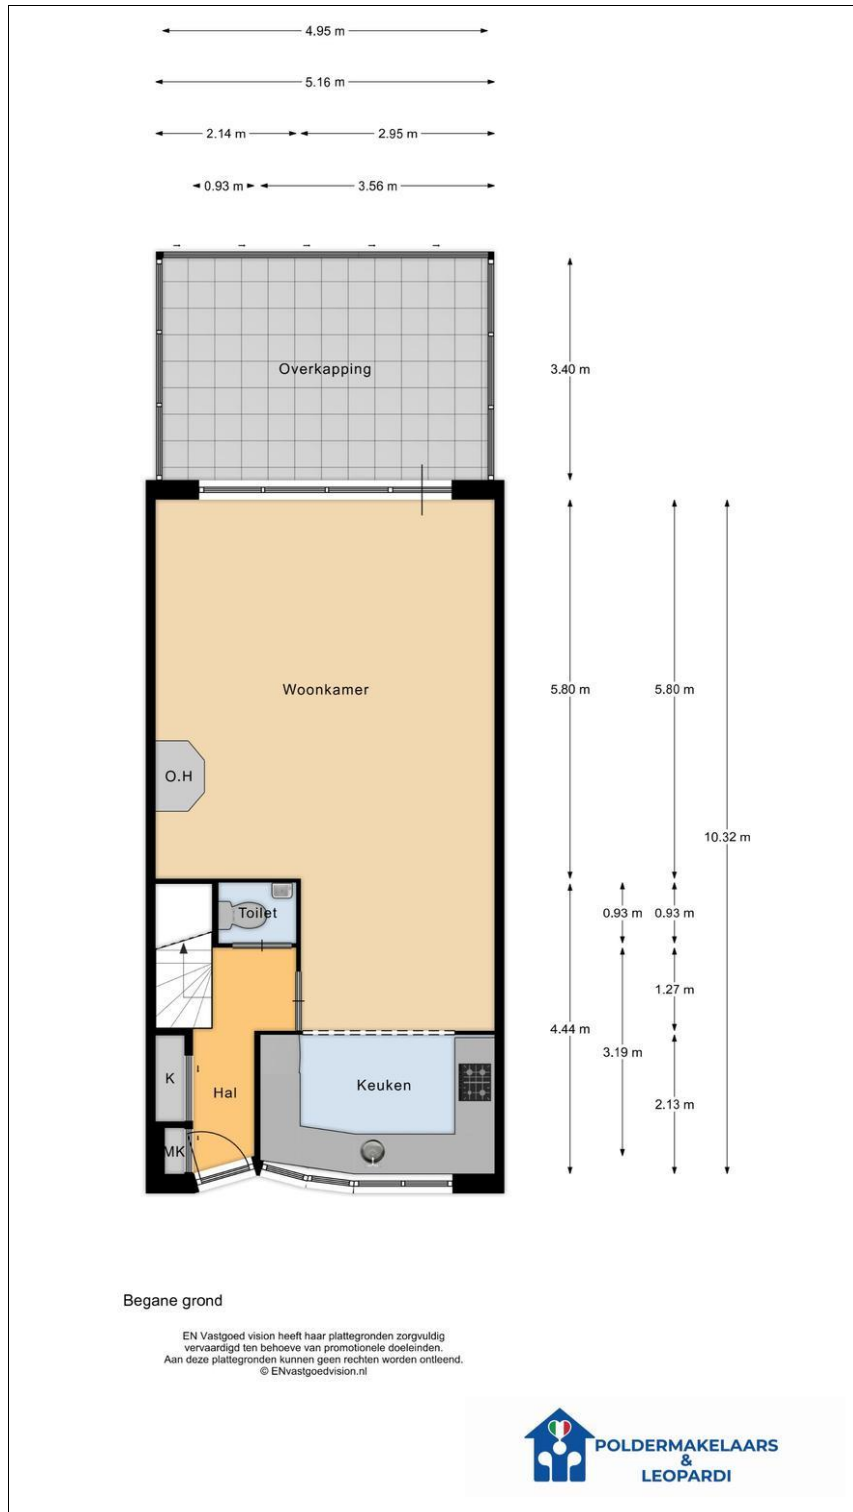 4.95 m
5.16 m
2.14 m 2.95 m
0.93 m 3.56 m
Overkapping
3.40 m
Woonkamer
5.80 m 5.80 m
O.H
10.32 m
Toilet
0.93 m 0.93 m
1.27 m
4.44 m
3.19 m
K
Hal
Keuken
2.13 m
MK
Begane grond
EN Vastgoed vision heeft haar plattegronden zorgvuldig
vervaardigd ten behoeve van promotionele doeleinden.
Aan deze plattegronden kunnen geen rechten worden ontleend.
© ENvastgoedvision.nl
POLDERMAKELAARS
&
LEOPARDI